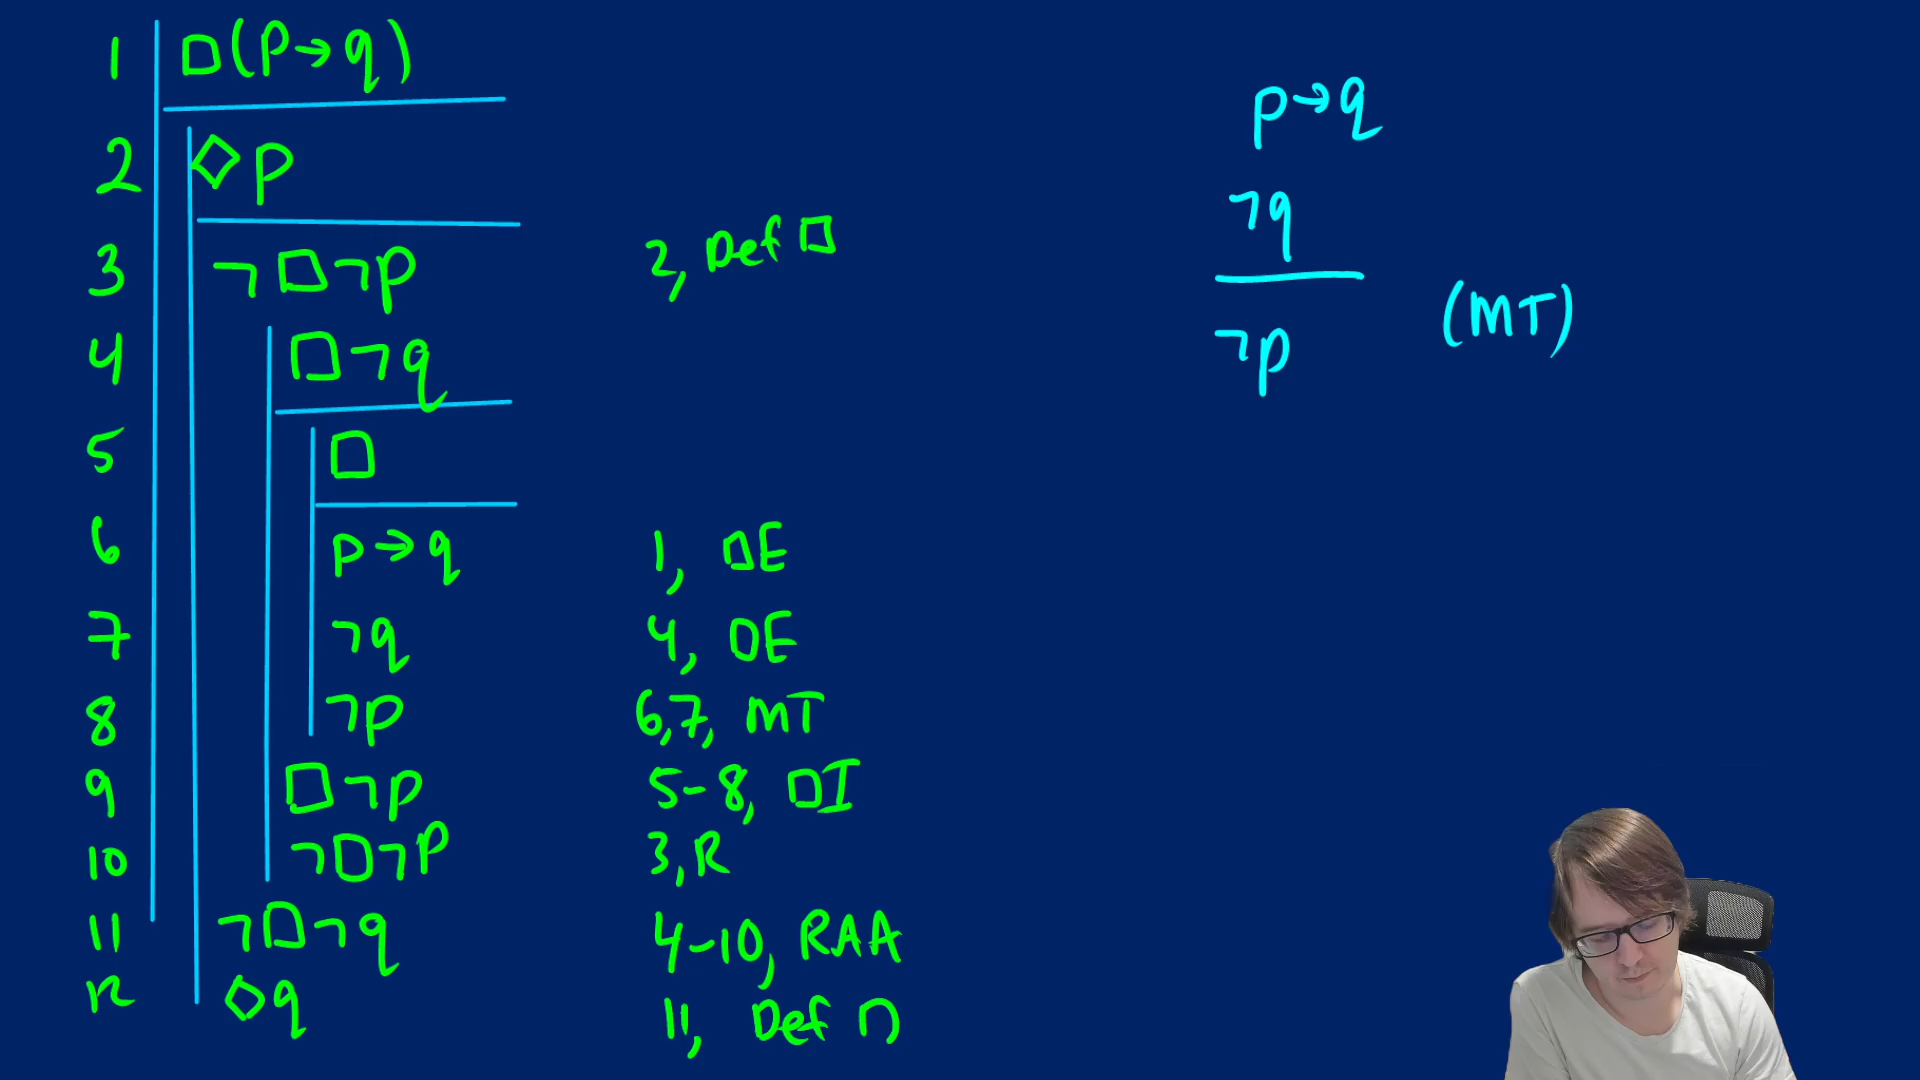 1 □(p→q)
2 ◇p
3 ¬□¬p 2, Def □
4 □¬q
5 □
6 p→q 1, □E
7 ¬q 4, □E
8 ¬p 6,7, MT
9 □¬p 5-8, □I
10 ¬□¬p 3, R
11 ¬□¬q 4-10, RAA
12 ◇q 11, Def
p→q
¬q
¬p (MT)